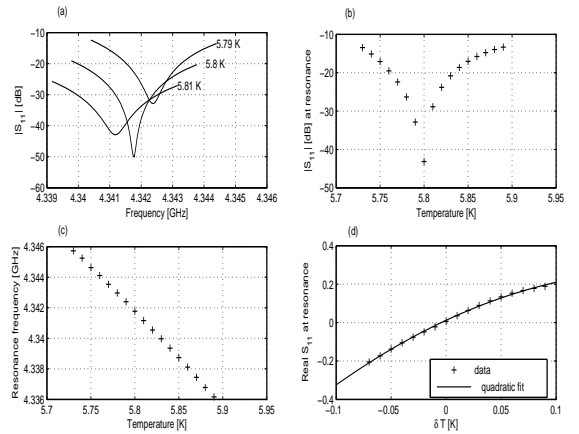 (a)
−10
−20
−30
−40
−50
−60
4.339 4.34 4.341 4.342 4.343 4.344 4.345 4.346
|S11| [dB]
Frequency [GHz]
5.79 K
5.8 K
5.81 K
(b)
−10
−20
−30
−40
−50
5.7 5.75 5.8 5.85 5.9 5.95
|S11| [dB] at resonance
Temperature [K]
(c)
4.346
4.344
4.342
4.34
4.338
4.336
5.7 5.75 5.8 5.85 5.9 5.95
Resonance frequency [GHz]
Temperature [K]
(d)
0.4
0.2
0
−0.2
−0.4
−0.1 −0.05 0 0.05 0.1
Real S11 at resonance
δ T [K]
data
quadratic fit